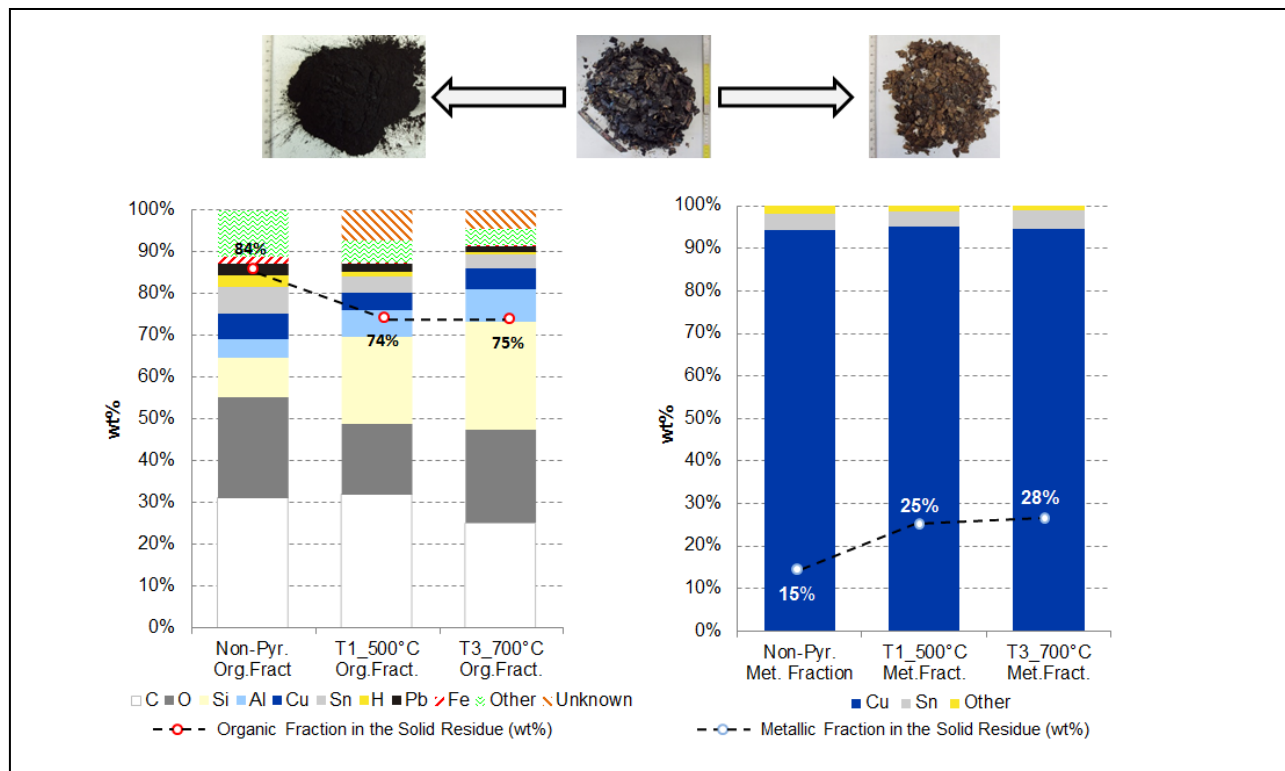 100%
90%
80%
70%
60%
50%
40%
30%
20%
10%
0%
wt%
84%
74%
75%
Non-Pyr.
Org.Fract
T1_500°C
Org.Fract.
T3_700°C
Org.Fract.
C O Si Al Cu Sn H Pb Fe Other Unknown
Organic Fraction in the Solid Residue (wt%)
100%
90%
80%
70%
60%
50%
40%
30%
20%
10%
0%
wt%
15%
25%
28%
Non-Pyr.
Met. Fraction
T1_500°C
Met.Fract.
T3_700°C
Met.Fract.
Cu Sn Other
Metallic Fraction in the Solid Residue (wt%)